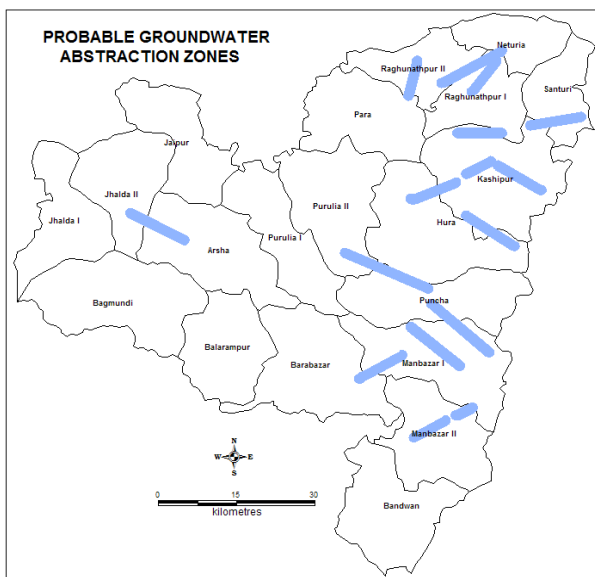 PROBABLE GROUNDWATER
ABSTRACTION ZONES
Neturia
Raghunathpur II
Raghunathpur I
Santuri
Para
Jaipur
Kashipur
Jhalda II
Jhalda I
Purulia II
Hura
Purulia I
Arsha
Puncha
Bagmundi
Balarampur
Barabazar
Manbazar I
Manbazar II
N
W E
S
Bandwan
0 15 30
kilometres